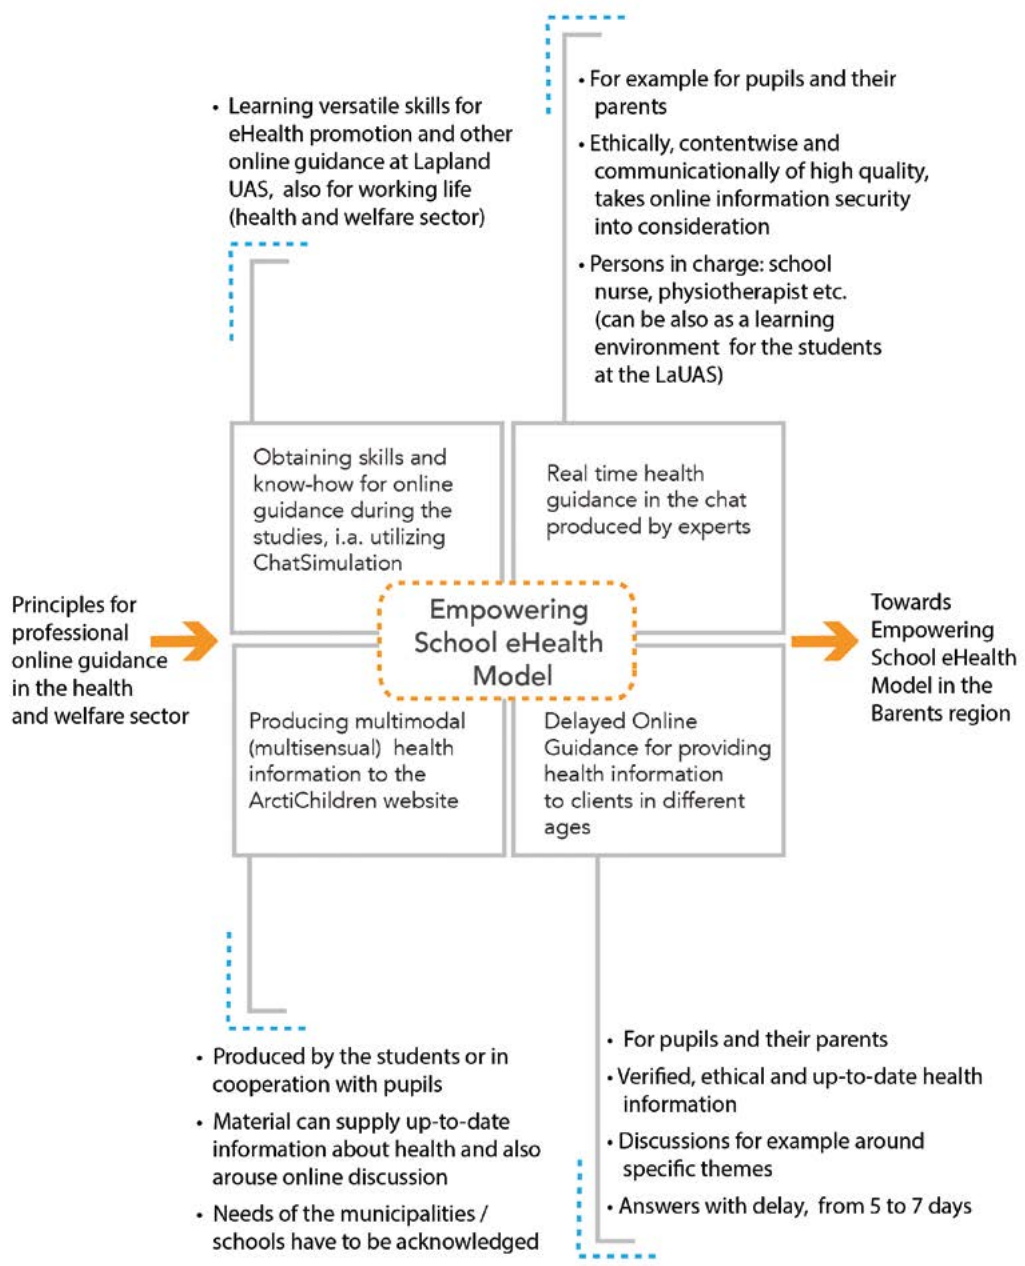 • Learning versatile skills for
eHealth promotion and other
online guidance at Lapland
UAS, also for working life
(health and welfare sector)
• For example for pupils and their
parents
• Ethically, contentwise and
communicationally of high quality,
takes online information security
into consideration
• Persons in charge: school
nurse, physiotherapist etc.
(can be also as a learning
environment for the students
at the LaUAS)
Obtaining skills and
know-how for online
guidance during the
studies, i.a. utilizing
ChatSimulation
Real time health
guidance in the chat
produced by experts
Principles for
professional
online guidance
in the health
and welfare sector
Empowering
School eHealth
Model
Towards
Empowering
School eHealth
Model in the
Barents region
Producing multimodal
(multisensual) health
information to the
ArctiChildren website
Delayed Online
Guidance for providing
health information
to clients in different
ages
• Produced by the students or in
cooperation with pupils
• Material can supply up-to-date
information about health and also
arouse online discussion
• Needs of the municipalities /
schools have to be acknowledged
• For pupils and their parents
• Verified, ethical and up-to-date health
information
• Discussions for example around
specific themes
• Answers with delay, from 5 to 7 days